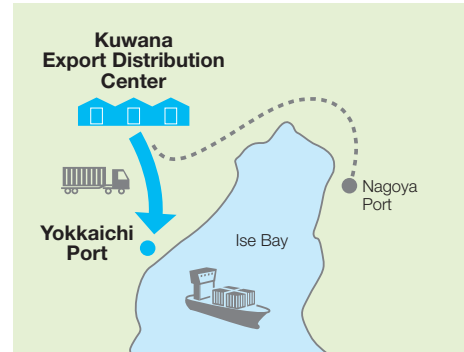 Kuwana
Export Distribution
Center
Nagoya
Port
Yokkaichi
Port
Ise Bay